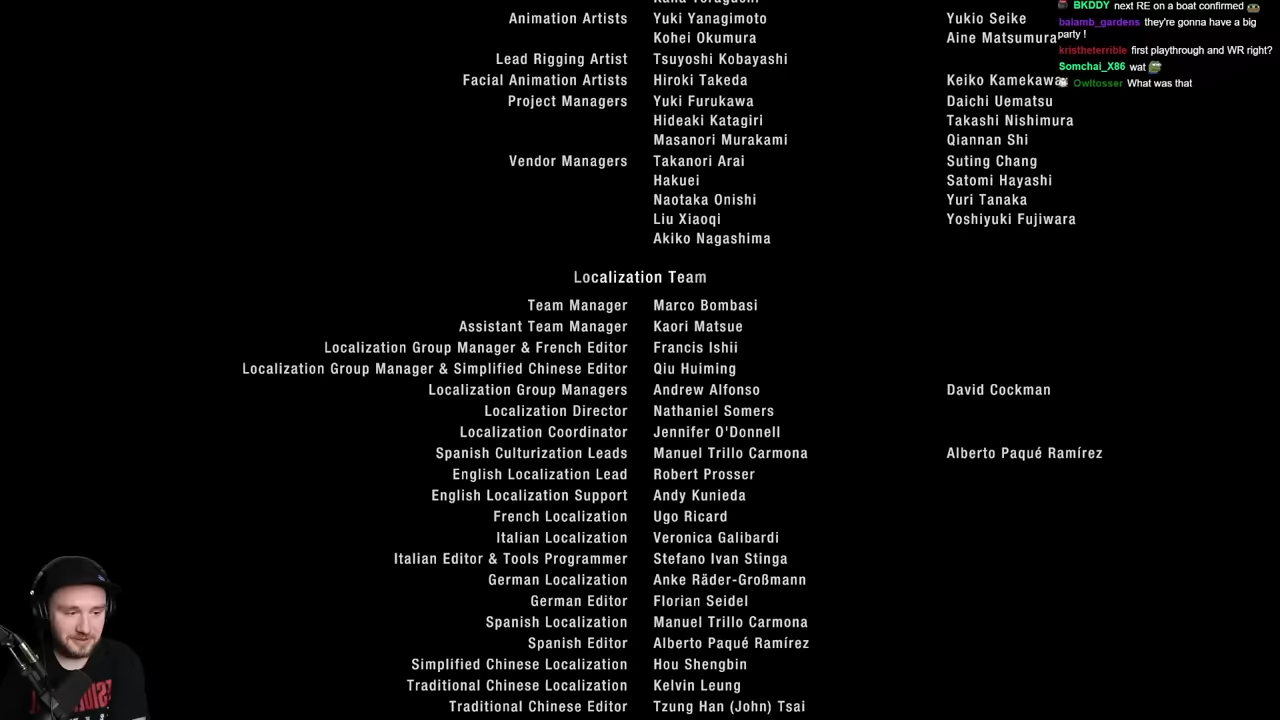 Animation Artists Yuki Yanagimoto Yukio Seike
Kohei Okumura Aine Matsumura
Lead Rigging Artist Tsuyoshi Kobayashi
Facial Animation Artists Hiroki Takeda Keiko Kamekawa
Project Managers Yuki Furukawa Daichi Uematsu
Hideaki Katagiri Takashi Nishimura
Masanori Murakami Qiannan Shi
Vendor Managers Takanori Arai Suting Chang
Hakuei Satomi Hayashi
Naotaka Onishi Yuri Tanaka
Liu Xiaoqi Yoshiyuki Fujiwara
Akiko Nagashima
Localization Team
Team Manager Marco Bombasi
Assistant Team Manager Kaori Matsue
Localization Group Manager & French Editor Francis Ishii
Localization Group Manager & Simplified Chinese Editor Qiu Huiming
Localization Group Managers Andrew Alfonso David Cockman
Localization Director Nathaniel Somers
Localization Coordinator Jennifer O'Donnell
Spanish Culturization Leads Manuel Trillo Carmona Alberto Paqué Ramírez
English Localization Lead Robert Prosser
English Localization Support Andy Kunieda
French Localization Ugo Ricard
Italian Localization Veronica Galibardi
Italian Editor & Tools Programmer Stefano Ivan Stinga
German Localization Anke Räder-Großmann
German Editor Florian Seidel
Spanish Localization Manuel Trillo Carmona
Spanish Editor Alberto Paqué Ramírez
Simplified Chinese Localization Hou Shengbin
Traditional Chinese Localization Kelvin Leung
Traditional Chinese Editor Tzung Han (John) Tsai
BKDDY next RE on a boat confirmed
balamb_gardens they're gonna have a big
party !
kristheterrible first playthrough and WR right?
Somchai_X86 wat
Owltosser What was that